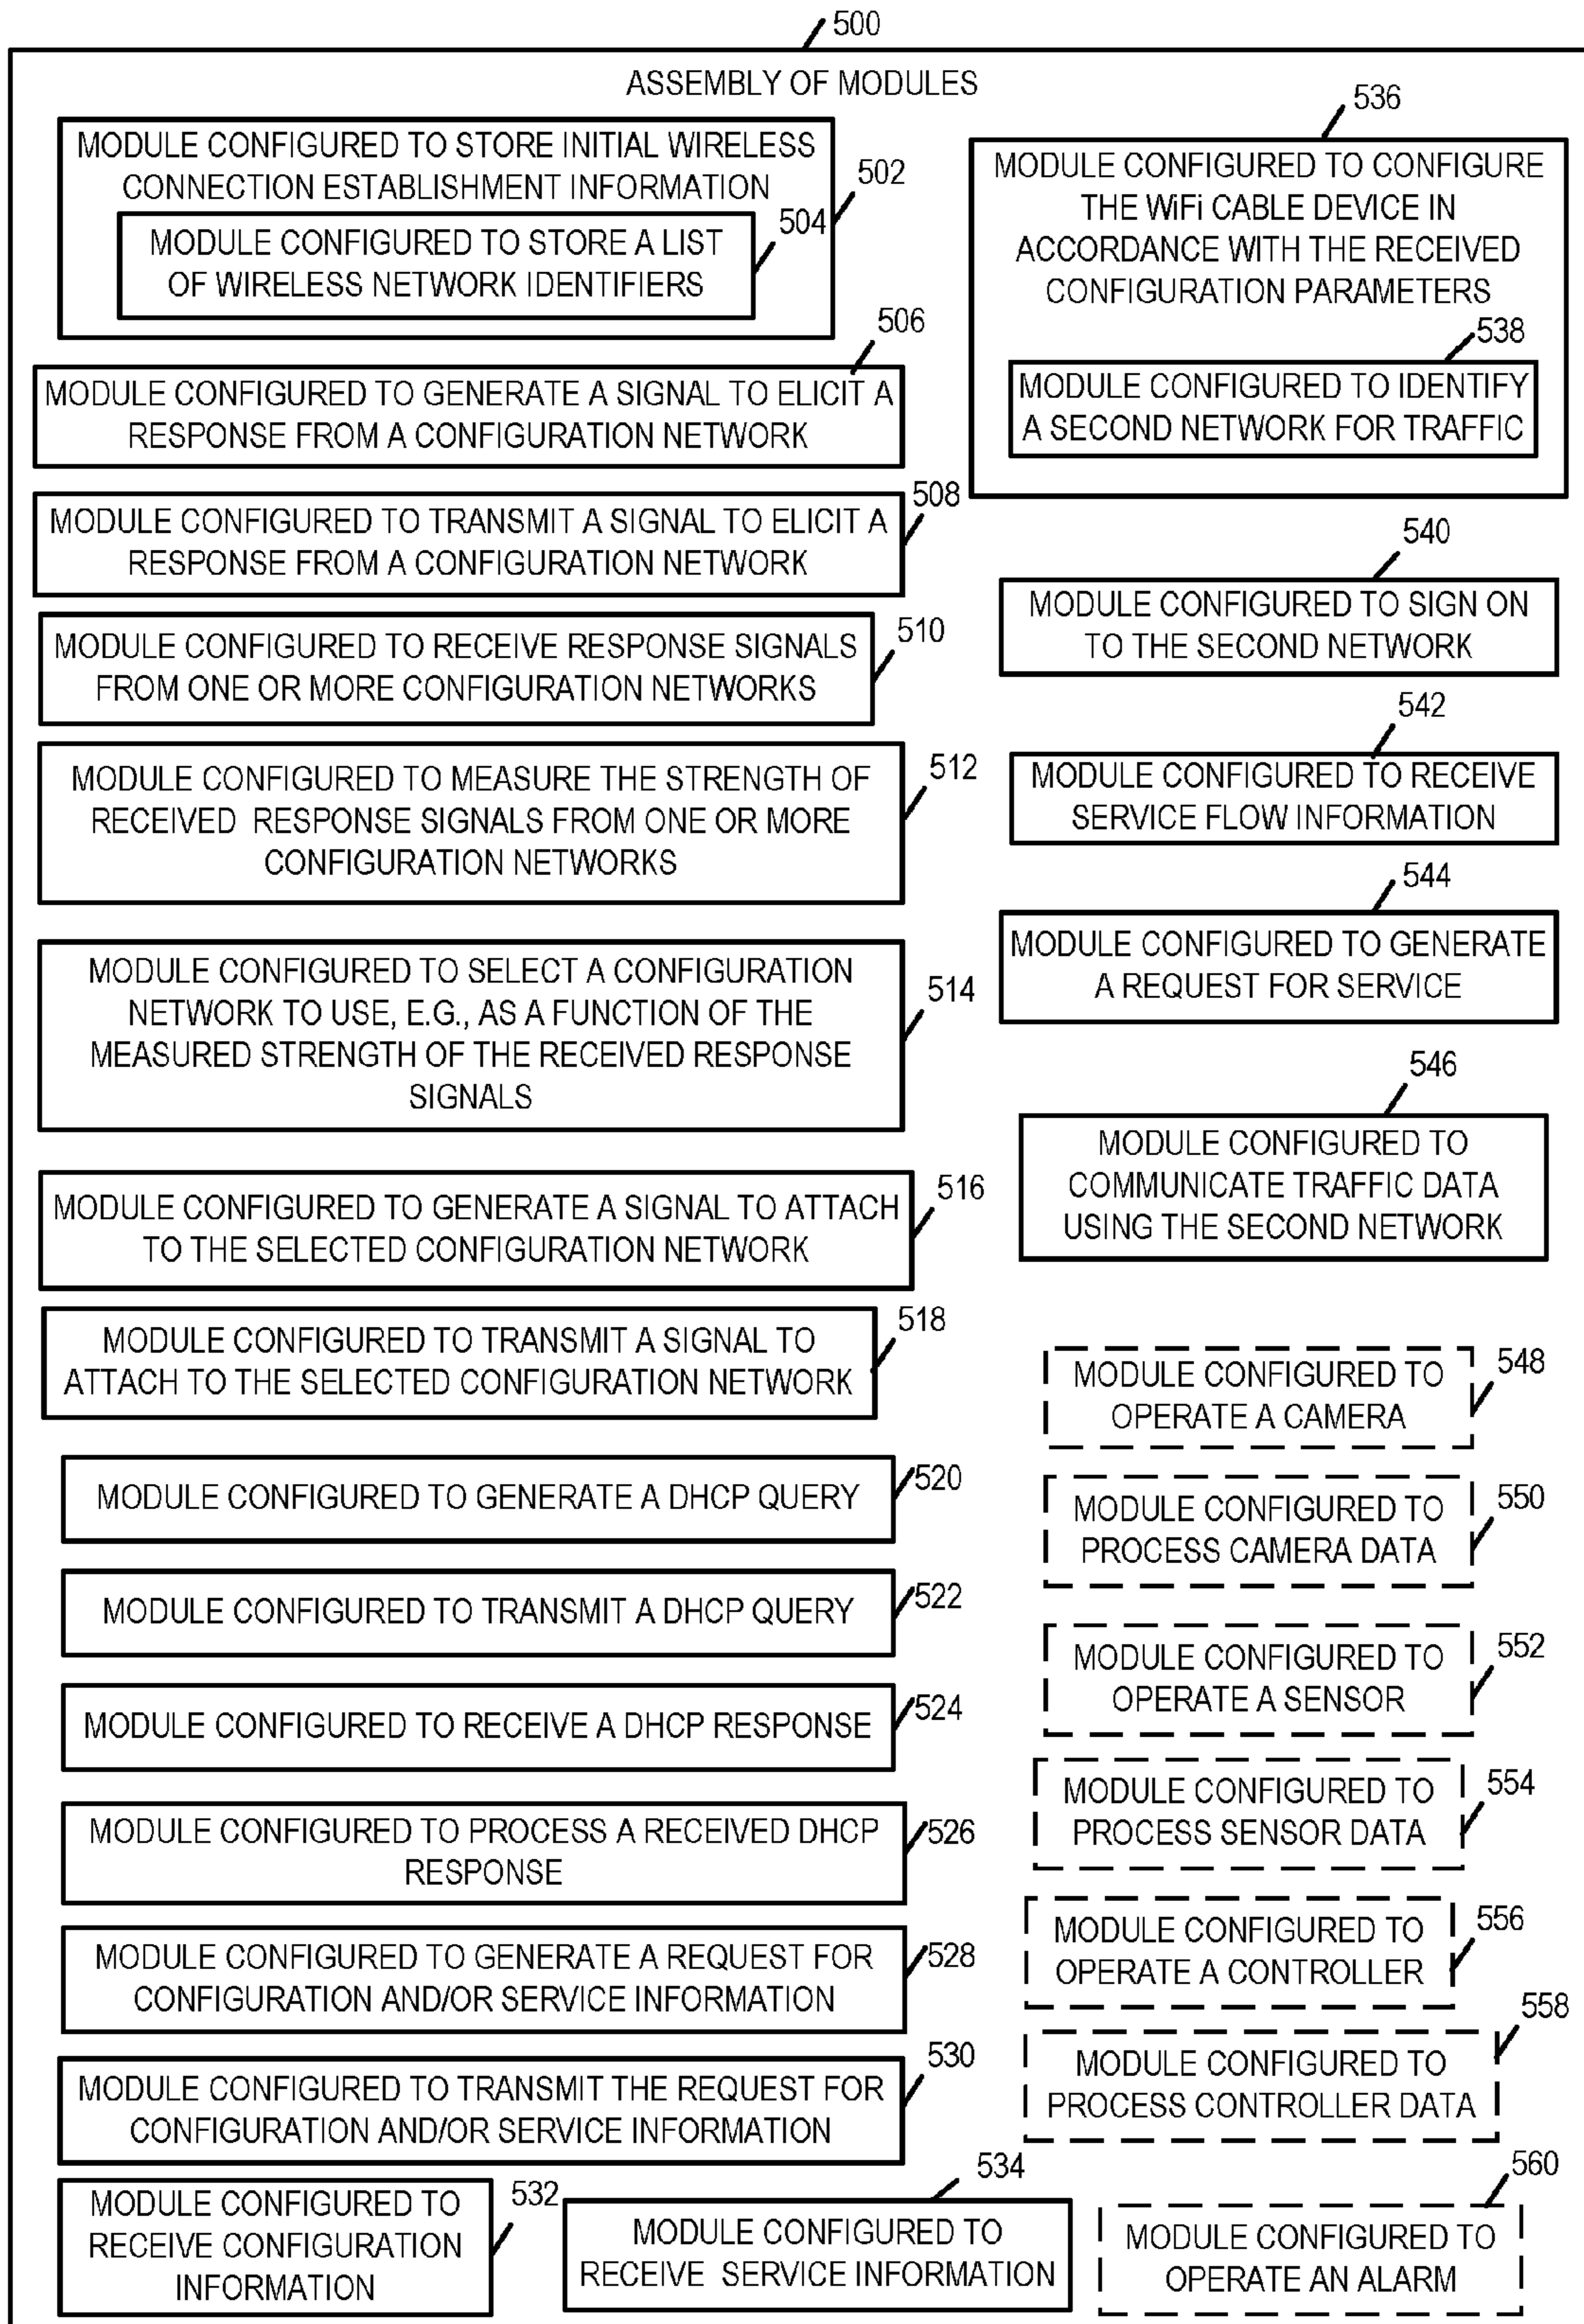 500
ASSEMBLY OF MODULES
MODULE CONFIGURED TO STORE INITIAL WIRELESS
CONNECTION ESTABLISHMENT INFORMATION
502
504
MODULE CONFIGURED TO STORE A LIST
OF WIRELESS NETWORK IDENTIFIERS
506
MODULE CONFIGURED TO GENERATE A SIGNAL TO ELICIT A
RESPONSE FROM A CONFIGURATION NETWORK
508
MODULE CONFIGURED TO TRANSMIT A SIGNAL TO ELICIT A
RESPONSE FROM A CONFIGURATION NETWORK
510
MODULE CONFIGURED TO RECEIVE RESPONSE SIGNALS
FROM ONE OR MORE CONFIGURATION NETWORKS
512
MODULE CONFIGURED TO MEASURE THE STRENGTH OF
RECEIVED RESPONSE SIGNALS FROM ONE OR MORE
CONFIGURATION NETWORKS
514
MODULE CONFIGURED TO SELECT A CONFIGURATION
NETWORK TO USE, E.G., AS A FUNCTION OF THE
MEASURED STRENGTH OF THE RECEIVED RESPONSE
SIGNALS
516
MODULE CONFIGURED TO GENERATE A SIGNAL TO ATTACH
TO THE SELECTED CONFIGURATION NETWORK
518
MODULE CONFIGURED TO TRANSMIT A SIGNAL TO
ATTACH TO THE SELECTED CONFIGURATION NETWORK
520
MODULE CONFIGURED TO GENERATE A DHCP QUERY
522
MODULE CONFIGURED TO TRANSMIT A DHCP QUERY
524
MODULE CONFIGURED TO RECEIVE A DHCP RESPONSE
526
MODULE CONFIGURED TO PROCESS A RECEIVED DHCP
RESPONSE
528
MODULE CONFIGURED TO GENERATE A REQUEST FOR
CONFIGURATION AND/OR SERVICE INFORMATION
530
MODULE CONFIGURED TO TRANSMIT THE REQUEST FOR
CONFIGURATION AND/OR SERVICE INFORMATION
532
MODULE CONFIGURED TO
RECEIVE CONFIGURATION
INFORMATION
534
MODULE CONFIGURED TO
RECEIVE SERVICE INFORMATION
536
MODULE CONFIGURED TO CONFIGURE
THE WiFi CABLE DEVICE IN
ACCORDANCE WITH THE RECEIVED
CONFIGURATION PARAMETERS
538
MODULE CONFIGURED TO IDENTIFY
A SECOND NETWORK FOR TRAFFIC
540
MODULE CONFIGURED TO SIGN ON
TO THE SECOND NETWORK
542
MODULE CONFIGURED TO RECEIVE
SERVICE FLOW INFORMATION
544
MODULE CONFIGURED TO GENERATE
A REQUEST FOR SERVICE
546
MODULE CONFIGURED TO
COMMUNICATE TRAFFIC DATA
USING THE SECOND NETWORK
548
MODULE CONFIGURED TO
OPERATE A CAMERA
550
MODULE CONFIGURED TO
PROCESS CAMERA DATA
552
MODULE CONFIGURED TO
OPERATE A SENSOR
554
MODULE CONFIGURED TO
PROCESS SENSOR DATA
556
MODULE CONFIGURED TO
OPERATE A CONTROLLER
558
MODULE CONFIGURED TO
PROCESS CONTROLLER DATA
560
MODULE CONFIGURED TO
OPERATE AN ALARM